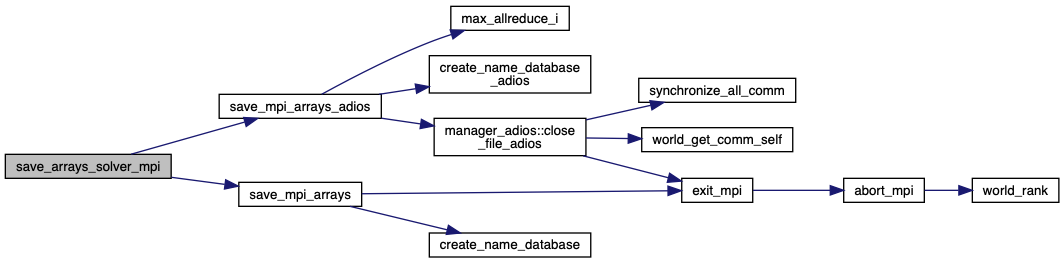 max_allreduce_i
create_name_database
_adios
save_mpi_arrays_adios
synchronize_all_comm
manager_adios::close
_file_adios
world_get_comm_self
save_arrays_solver_mpi
save_mpi_arrays
exit_mpi
abort_mpi
world_rank
create_name_database